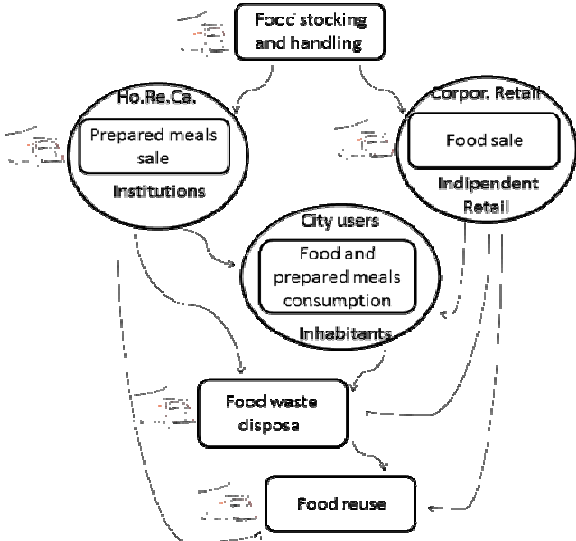 Food stocking
and handling
Ho.Re.Ca.
Prepared meals
sale
Institutions
Corpor. Retail
Food sale
Indipendent
Retail
City users
Food and
prepared meals
consumption
Inhabitants
Food waste
disposa
Food reuse